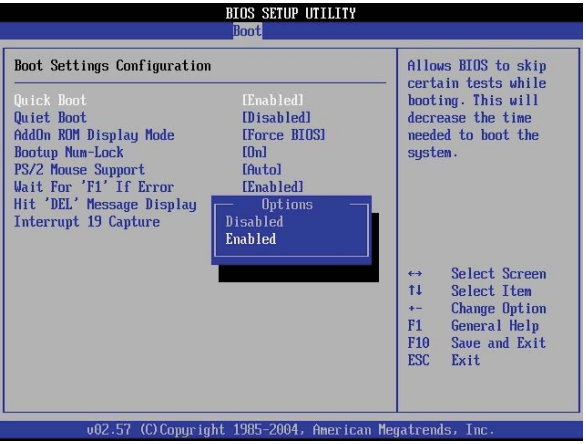 BIOS SETUP UTILITY
Boot
Boot Settings Configuration
Quick Boot [Enabled]
Quiet Boot [Disabled]
AddOn ROM Display Mode [Force BIOS]
Bootup Num-Lock [On]
PS/2 Mouse Support [Auto]
Wait For 'F1' If Error [Enabled]
Hit 'DEL' Message Display
Interrupt 19 Capture
Options
Disabled
Enabled
Allows BIOS to skip
certain tests while
booting. This will
decrease the time
needed to boot the
system.
↔ Select Screen
↑↓ Select Item
+- Change Option
F1 General Help
F10 Save and Exit
ESC Exit
v02.57 (C)Copyright 1985-2004, American Megatrends, Inc.